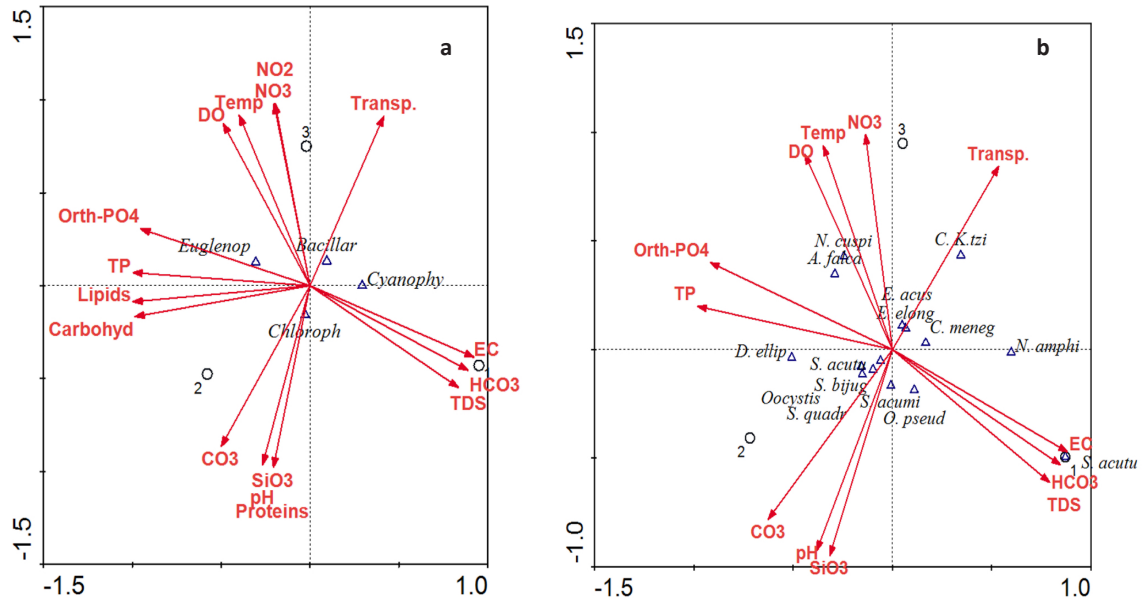 a
1.5
NO2
NO3
Temp
DO
Transp.
3
Orth-PO4
Euglenop
Bacillar
TP
Cyanophy
Lipids
Carbohyd
Chloroph
EC
HCO3
TDS
2
CO3
SiO3
pH
Proteins
-1.5
-1.5
1.0
b
1.5
NO3
Temp
DO
3
Transp.
N. cuspi
C. K.tzi
A. falca
Orth-PO4
TP
E. acus
E. elong
C. meneg
N. amphi
D. ellip
S. acutu
S. bijug
Oocystis
S. acumi
S. quadr
O. pseud
2
EC
S. acutu
1
HCO3
TDS
CO3
pH
SiO3
-1.0
-1.5
1.0